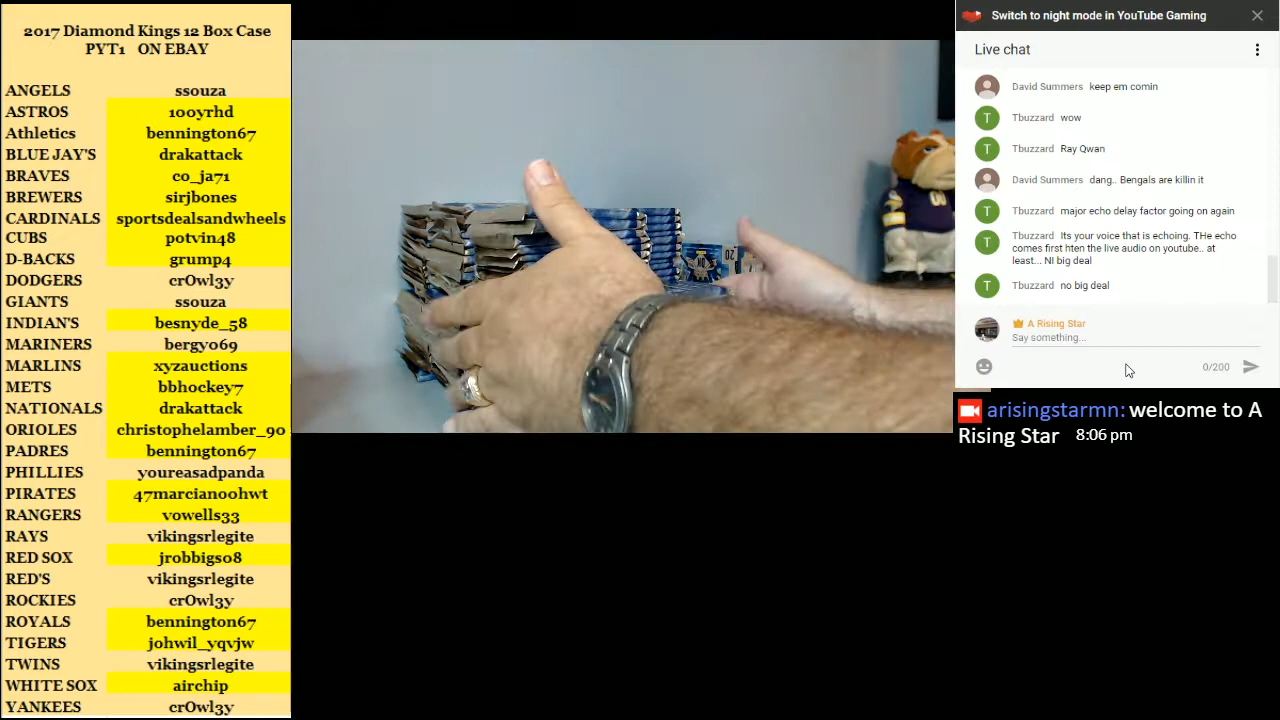 2017 Diamond Kings 12 Box Case
PYT1 ON EBAY
ANGELS ssouza
ASTROS 100yrhd
Athletics bennington67
BLUE JAY'S drakattack
BRAVES co_ja71
BREWERS sirjbones
CARDINALS sportsdealsandwheels
CUBS potvin48
D-BACKS grump4
DODGERS crOwl3y
GIANTS ssouza
INDIAN'S besnyde_58
MARINERS bergy069
MARLINS xyzauctions
METS bbhockey7
NATIONALS drakattack
ORIOLES christophelamber_90
PADRES bennington67
PHILLIES youreasadpanda
PIRATES 47marcianoohwt
RANGERS vowells33
RAYS vikingsrlegite
RED SOX jrobbigs08
RED'S vikingsrlegite
ROCKIES crOwl3y
ROYALS bennington67
TIGERS johwil_yqvjw
TWINS vikingsrlegite
WHITE SOX airchip
YANKEES crOwl3y
Switch to night mode in YouTube Gaming
Live chat
David Summers keep em comin
T Tbuzzard wow
T Tbuzzard Ray Qwan
David Summers dang.. Bengals are killin it
T Tbuzzard major echo delay factor going on again
T Tbuzzard Its your voice that is echoing. THe echo
comes first hten the live audio on youtube.. at
least... NI big deal
T Tbuzzard no big deal
A Rising Star
Say something...
0/200
arisingstarmn: welcome to A
Rising Star 8:06 pm